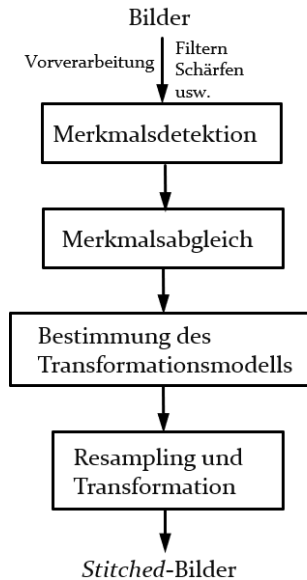 Bilder
Vorverarbeitung
Filtern
Schärfen
usw.
Merkmalsdetektion
Merkmalsabgleich
Bestimmung des
Transformationsmodells
Resampling und
Transformation
Stitched-Bilder